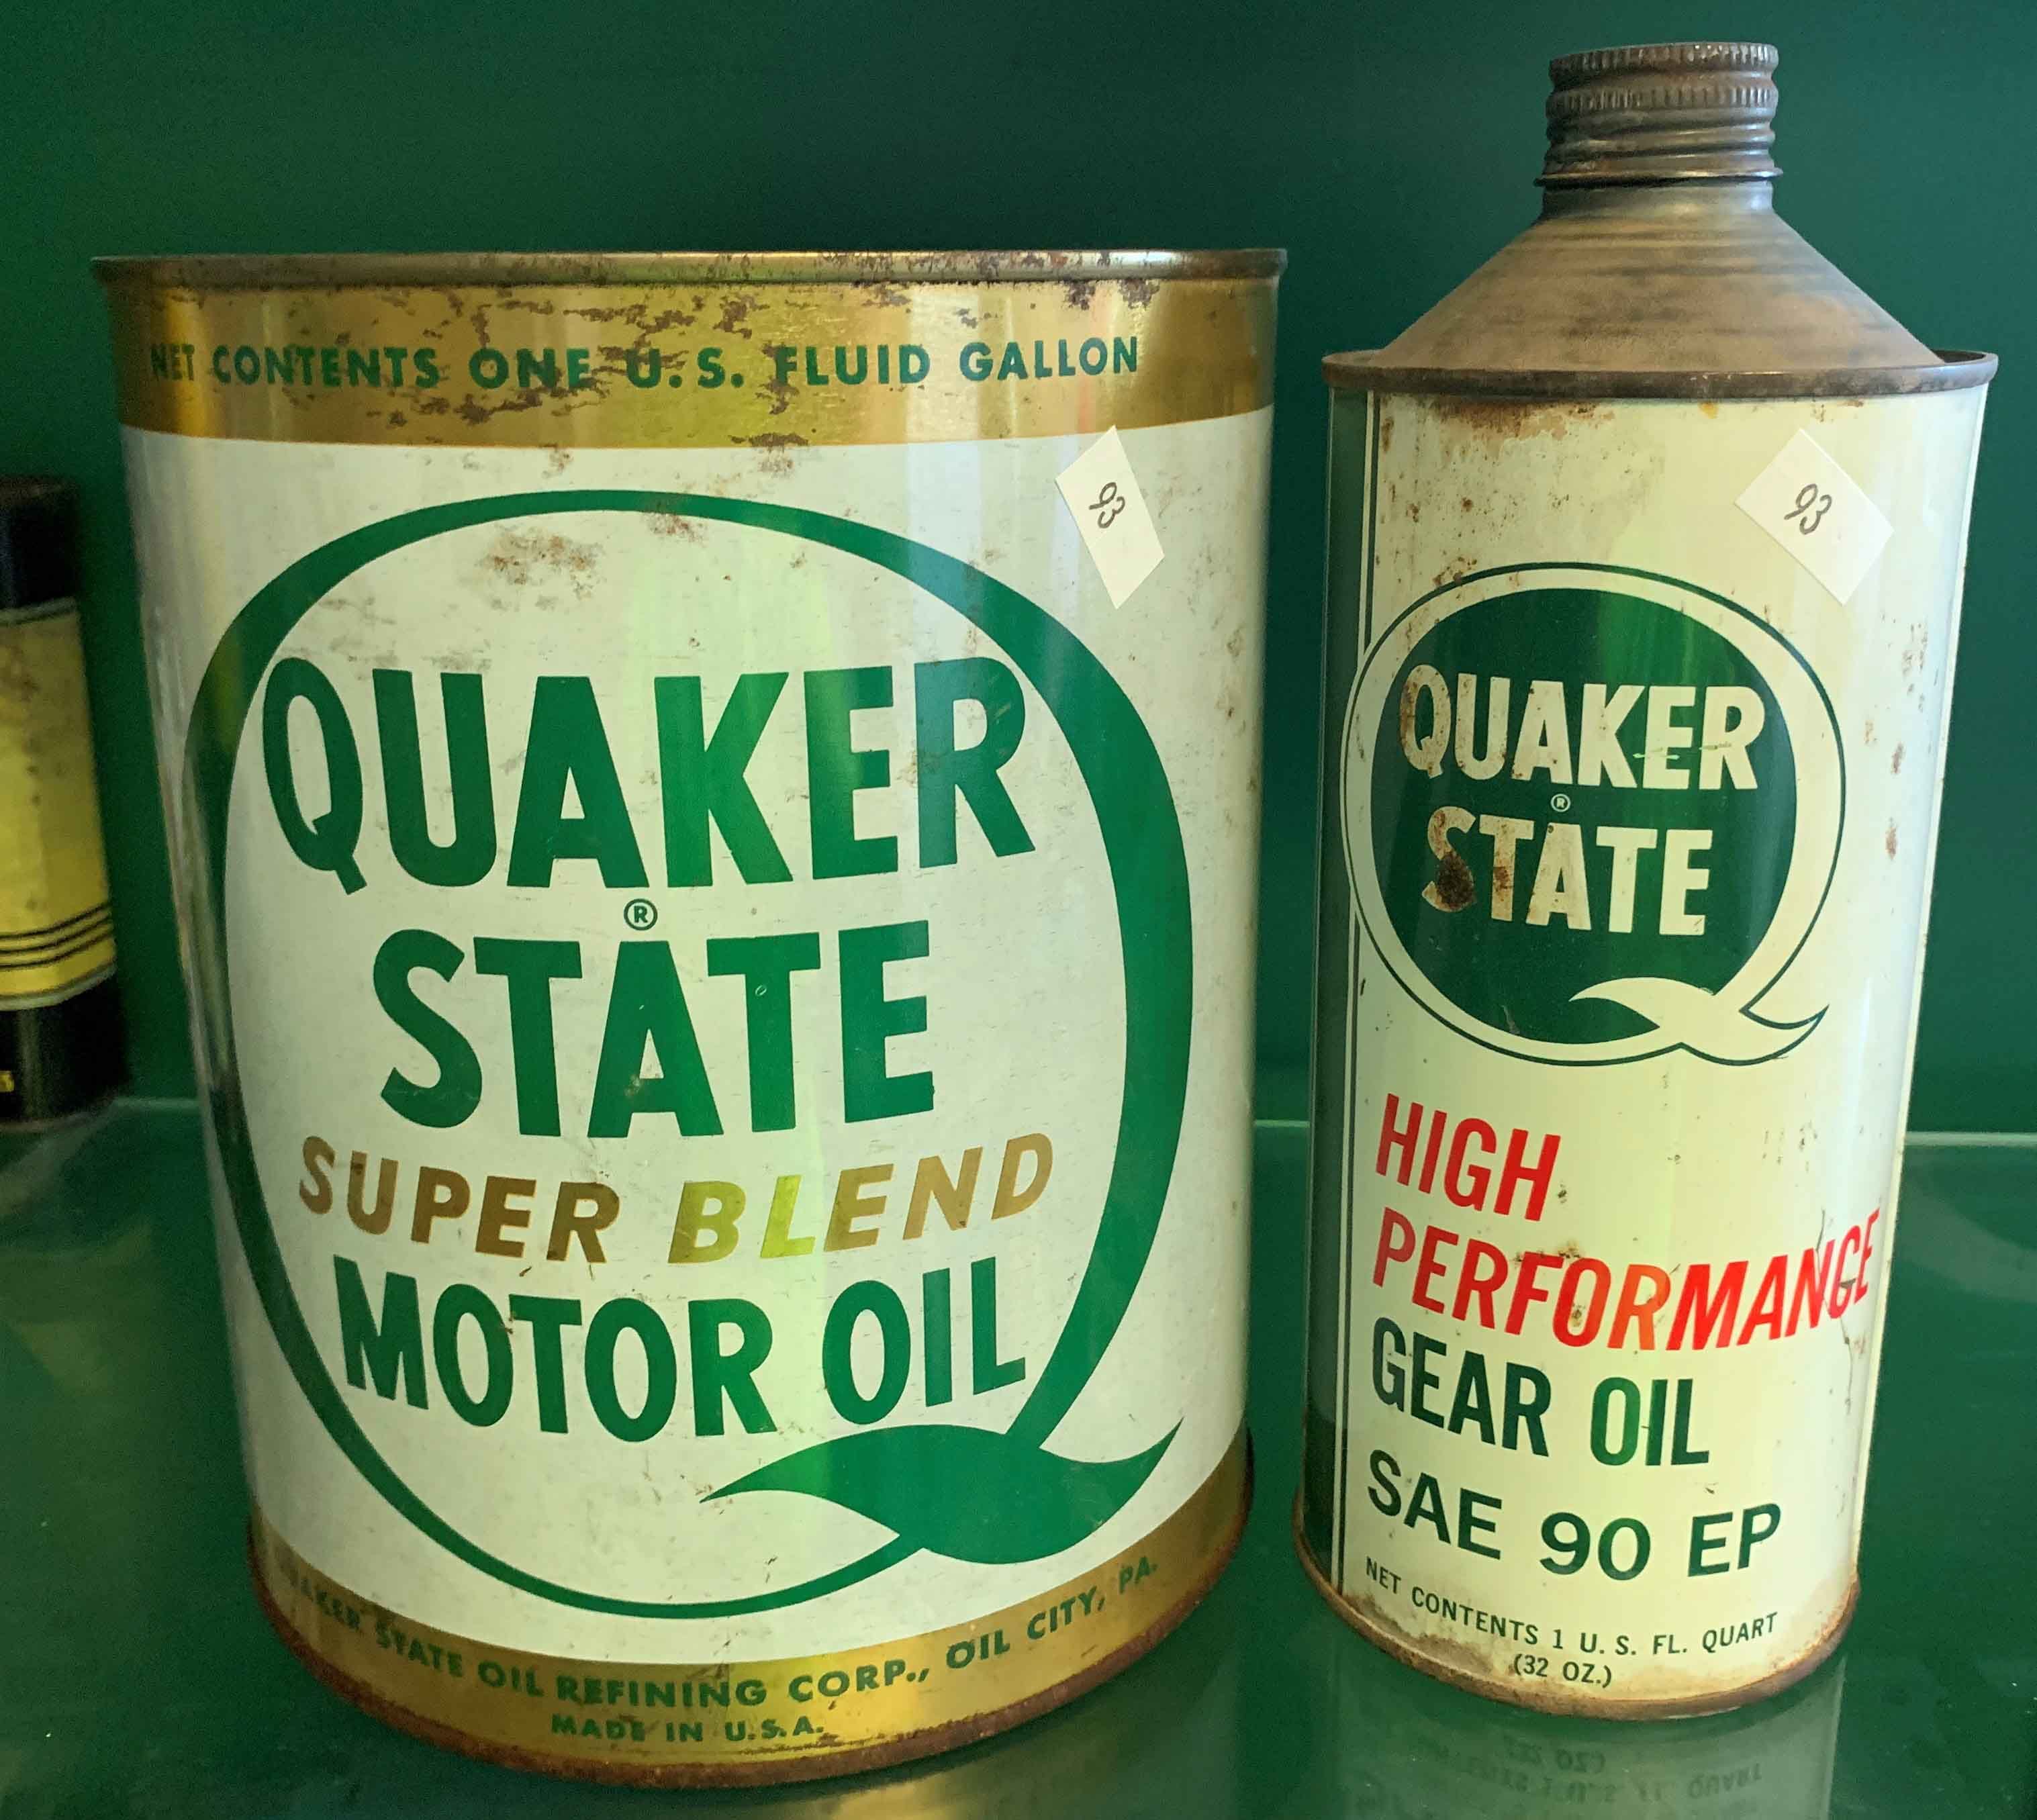 NET CONTENTS ONE U.S. FLUID GALLON
93
QUAKER
®
STATE
SUPER BLEND
MOTOR OIL
QUAKER STATE OIL REFINING CORP., OIL CITY, PA.
MADE IN U.S.A.
93
QUAKER
®
STATE
HIGH
PERFORMANCE
GEAR OIL
SAE 90 EP
NET CONTENTS 1 U. S. FL. QUART
(32 OZ.)